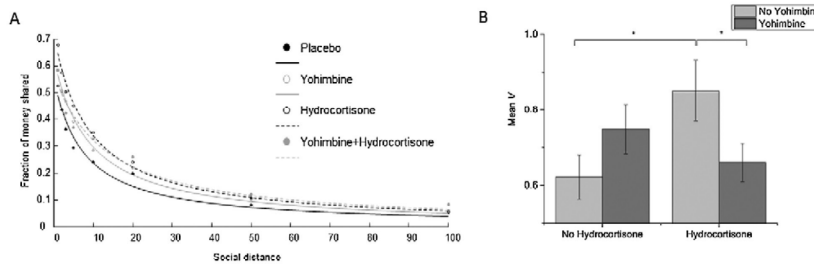 A
Fraction of money shared
0.7
0.6
0.5
0.4
0.3
0.2
0.1
0
0 10 20 30 40 50 60 70 80 90 100
Social distance
Placebo
Yohimbine
Hydrocortisone
Yohimbine+Hydrocortisone
B
No Yohimbin
Yohimbine
Mean V
1.0
0.8
0.6
* *
No Hydrocortisone Hydrocortisone